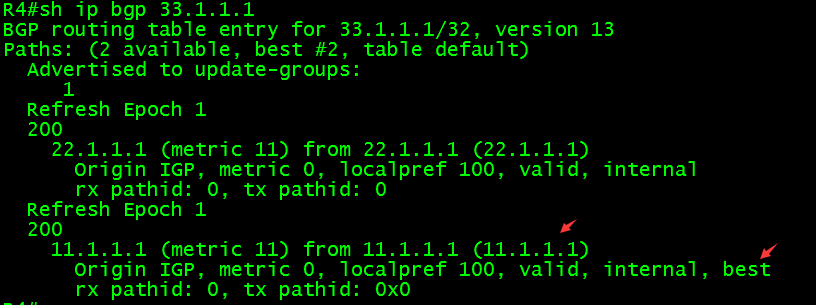 R4#sh ip bgp 33.1.1.1
BGP routing table entry for 33.1.1.1/32, version 13
Paths: (2 available, best #2, table default)
  Advertised to update-groups:
     1
  Refresh Epoch 1
  200
    22.1.1.1 (metric 11) from 22.1.1.1 (22.1.1.1)
      Origin IGP, metric 0, localpref 100, valid, internal
      rx pathid: 0, tx pathid: 0
  Refresh Epoch 1
  200
    11.1.1.1 (metric 11) from 11.1.1.1 (11.1.1.1)
      Origin IGP, metric 0, localpref 100, valid, internal, best
      rx pathid: 0, tx pathid: 0x0
R4#